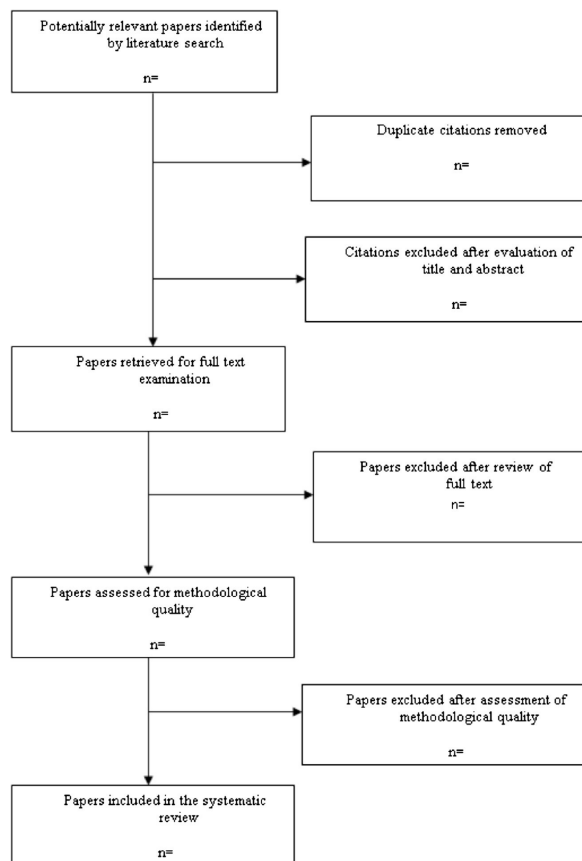 Potentially relevant papers identified
by literature search
n=
Duplicate citations removed
n=
Citations excluded after evaluation of
title and abstract
n=
Papers retrieved for full text
examination
n=
Papers excluded after review of
full text
n=
Papers assessed for methodological
quality
n=
Papers excluded after assessment of
methodological quality
n=
Papers included in the systematic
review
n=